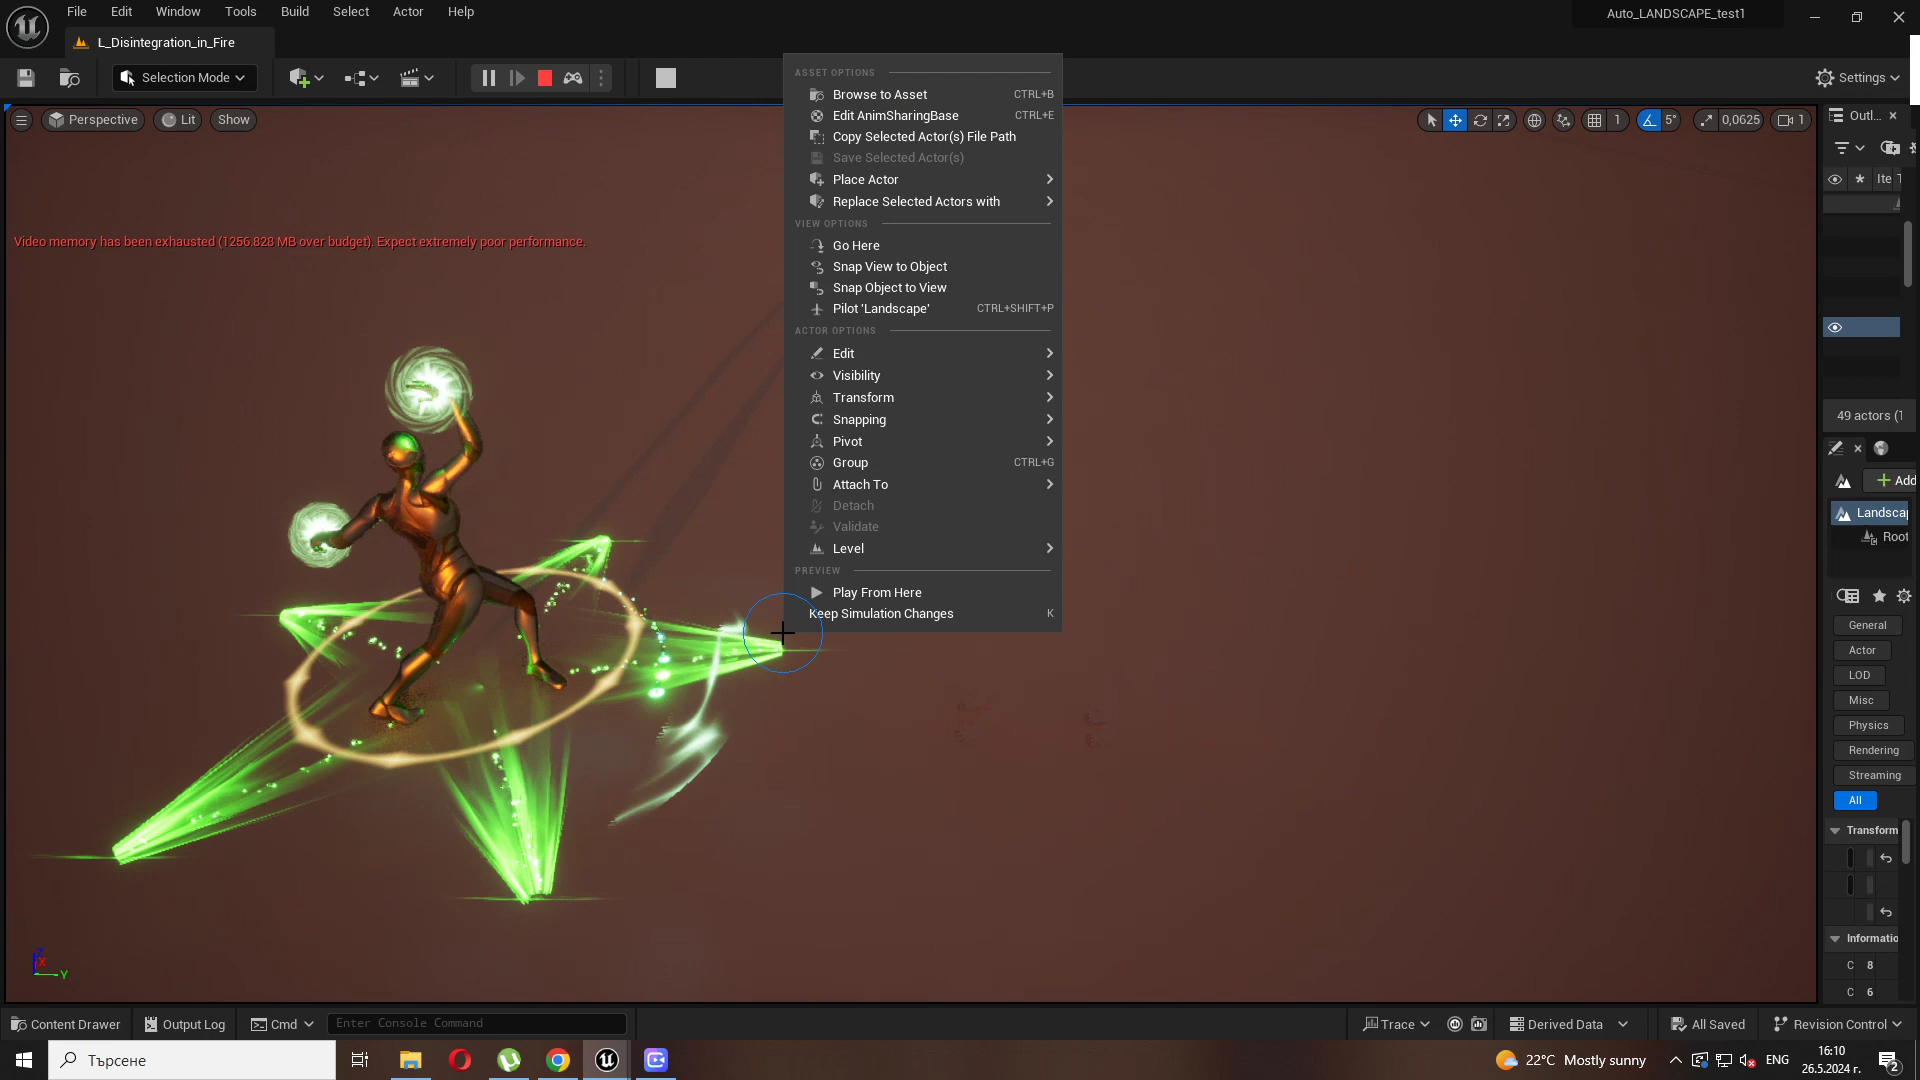 File Edit Window Tools Build Select Actor Help
Auto_LANDSCAPE_test1
L_Disintegration_in_Fire
Selection Mode
Settings
Perspective
Lit
Show
1
5°
0,0625
1
Video memory has been exhausted (1256.828 MB over budget). Expect extremely poor performance.
ASSET OPTIONS
Browse to Asset CTRL+B
Edit AnimSharingBase CTRL+E
Copy Selected Actor(s) File Path
Save Selected Actor(s)
Place Actor
Replace Selected Actors with
VIEW OPTIONS
Go Here
Snap View to Object
Snap Object to View
Pilot 'Landscape' CTRL+SHIFT+P
ACTOR OPTIONS
Edit
Visibility
Transform
Snapping
Pivot
Group CTRL+G
Attach To
Detach
Validate
Level
PREVIEW
Play From Here
Keep Simulation Changes K
Outl...
Ite
49 actors (1
Add
Landscap
Root
General
Actor
LOD
Misc
Physics
Rendering
Streaming
All
Transform
Informatio
C 8
C 6
X
Y
Content Drawer
Output Log
Cmd
Enter Console Command
Trace
Derived Data
All Saved
Revision Control
Търсене
22°C Mostly sunny
ENG
16:10
26.5.2024 г.
2